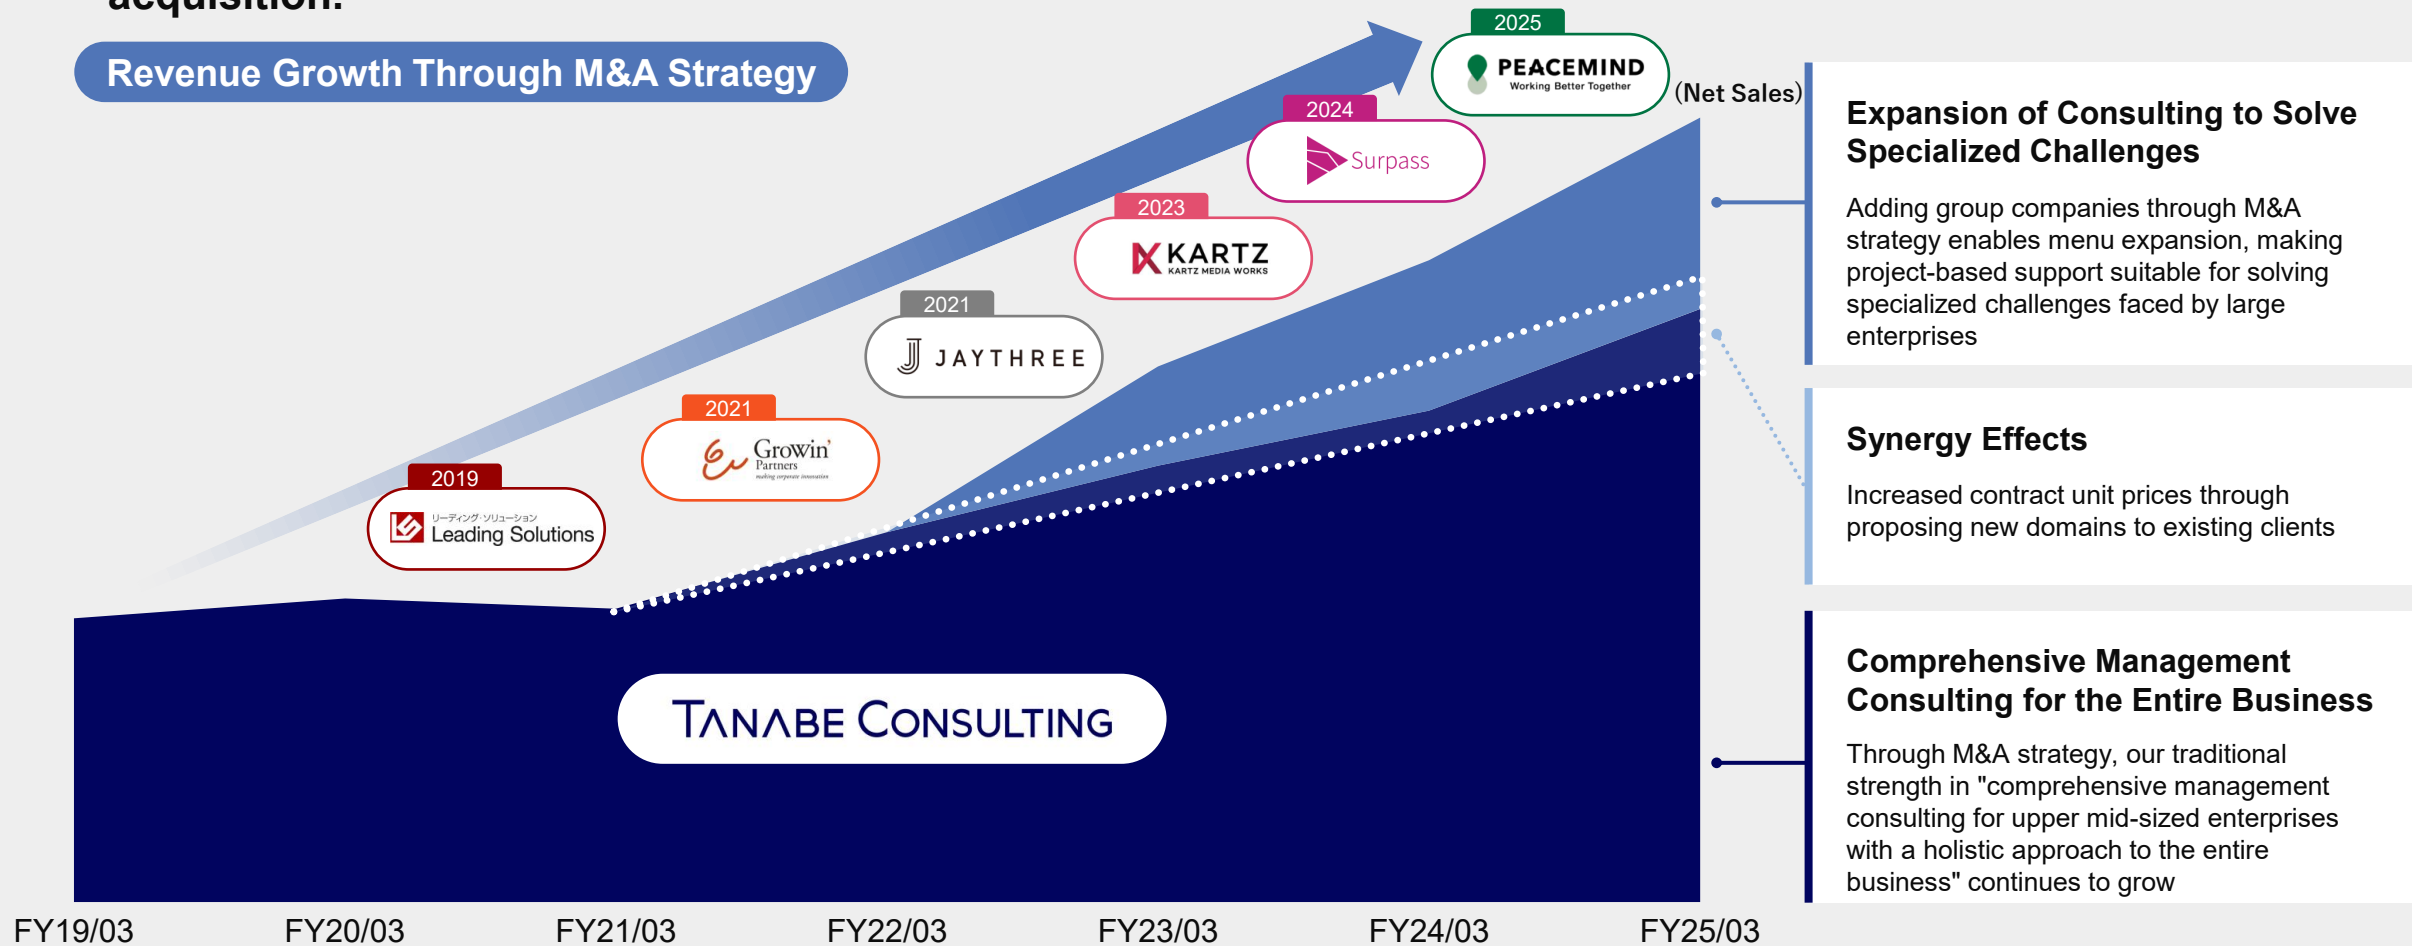 acquisition.
Revenue Growth Through M&A Strategy
2025
PEACEMIND
Working Better Together
(Net Sales)
2024
Surpass
2023
KARTZ
KARTZ MEDIA WORKS
2021
JAYTHREE
2021
Growin'
Partners
making corporate innovation
2019
リーディング・ソリューション
Leading Solutions
TANABE CONSULTING
FY19/03
FY20/03
FY21/03
FY22/03
FY23/03
FY24/03
FY25/03
Expansion of Consulting to Solve
Specialized Challenges
Adding group companies through M&A
strategy enables menu expansion, making
project-based support suitable for solving
specialized challenges faced by large
enterprises
Synergy Effects
Increased contract unit prices through
proposing new domains to existing clients
Comprehensive Management
Consulting for the Entire Business
Through M&A strategy, our traditional
strength in "comprehensive management
consulting for upper mid-sized enterprises
with a holistic approach to the entire
business" continues to grow